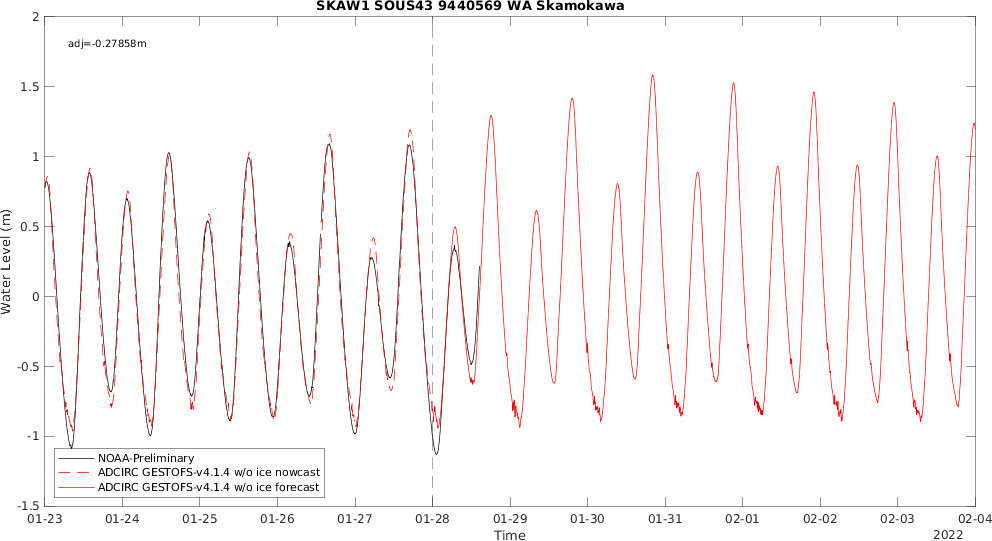 SKAW1 SOUS43 9440569 WA Skamokawa
adj=-0.27858m
Water Level (m)
2
1.5
1
0.5
0
-0.5
-1
-1.5
NOAA-Preliminary
ADCIRC GESTOFS-v4.1.4 w/o ice nowcast
ADCIRC GESTOFS-v4.1.4 w/o ice forecast
01-23 01-24 01-25 01-26 01-27 01-28 01-29 01-30 01-31 02-01 02-02 02-03 02-04
Time
2022